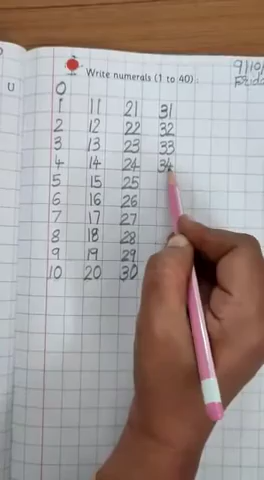 Write numerals (1 to 40) :
U
0
1 11 21 31
2 12 22 32
3 13 23 33
4 14 24 34
5 15 25
6 16 26
7 17 27
8 18 28
9 19 29
10 20 30